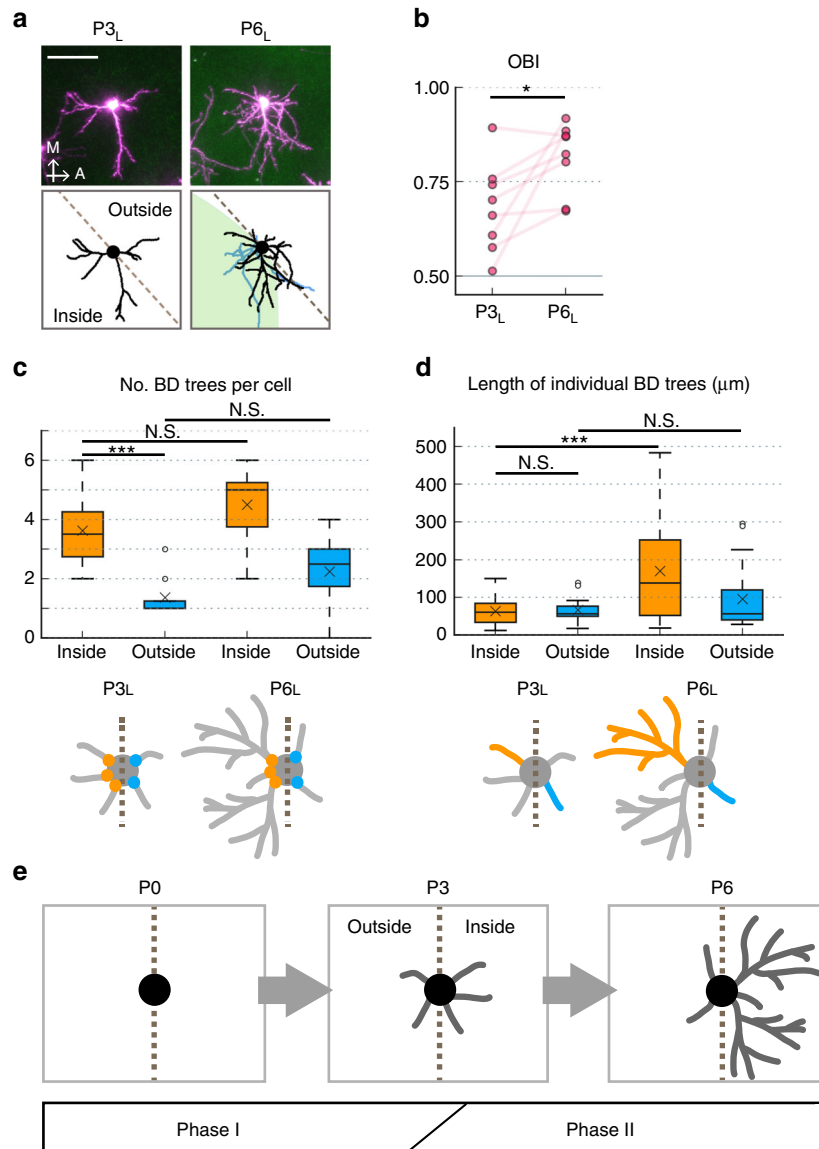 a
P3L
P6L
M
A
Outside
Inside
b
OBI
*
1.00
0.75
0.50
P3L
P6L
c
No. BD trees per cell
N.S.
N.S.
***
6
4
2
0
Inside
Outside
Inside
Outside
P3L
P6L
d
Length of individual BD trees (μm)
N.S.
***
N.S.
500
400
300
200
100
0
Inside
Outside
Inside
Outside
P3L
P6L
e
P0
P3
P6
Outside
Inside
Phase I
Phase II